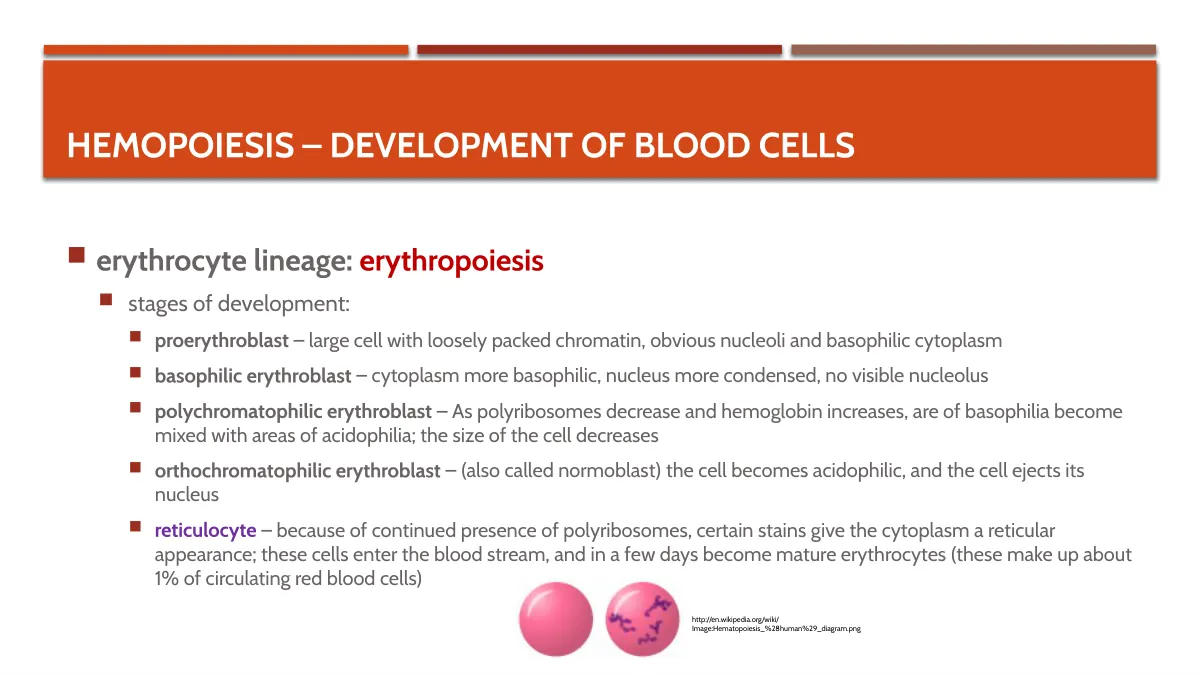 HEMOPOIESIS – DEVELOPMENT OF BLOOD CELLS
erythrocyte lineage: erythropoiesis
stages of development:
proerythroblast – large cell with loosely packed chromatin, obvious nucleoli and basophilic cytoplasm
basophilic erythroblast – cytoplasm more basophilic, nucleus more condensed, no visible nucleolus
polychromatophilic erythroblast – As polyribosomes decrease and hemoglobin increases, are of basophilia become
mixed with areas of acidophilia; the size of the cell decreases
orthochromatophilic erythroblast – (also called normoblast) the cell becomes acidophilic, and the cell ejects its
nucleus
reticulocyte – because of continued presence of polyribosomes, certain stains give the cytoplasm a reticular
appearance; these cells enter the blood stream, and in a few days become mature erythrocytes (these make up about
1% of circulating red blood cells)
http://en.wikipedia.org/wiki/
Image:Hematopoiesis_%28human%29_diagram.png